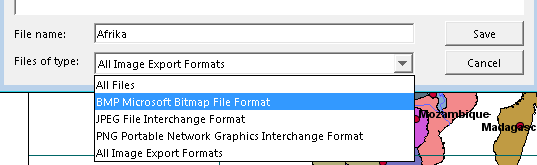 File name:
Afrika
Save
Files of type:
All Image Export Formats
Cancel
All Files
BMP Microsoft Bitmap File Format
JPEG File Interchange Format
PNG Portable Network Graphics Interchange Format
All Image Export Formats
Mozambique
Madagasc